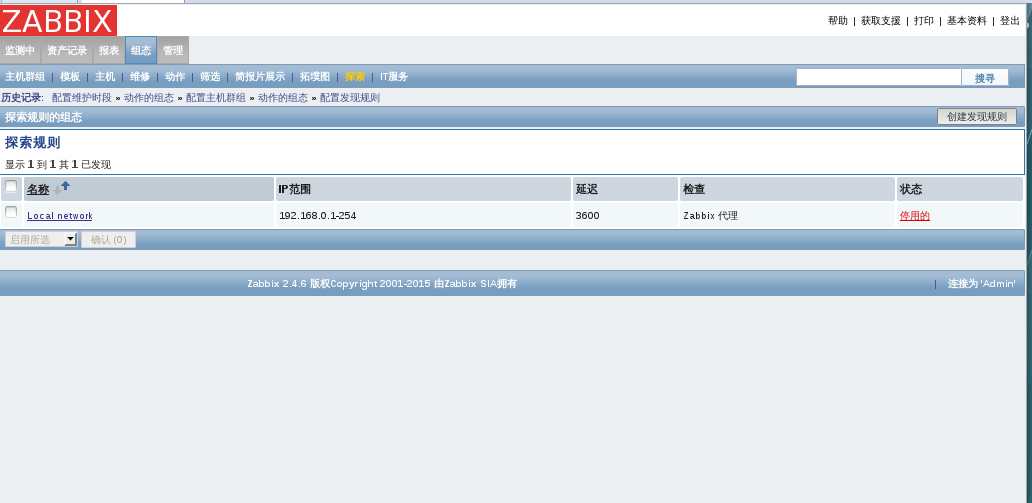 ZABBIX
帮助 | 获取支援 | 打印 | 基本资料 | 登出
监测中 资产记录 报表 组态 管理
主机群组 | 模板 | 主机 | 维修 | 动作 | 筛选 | 简报片展示 | 拓墣图 | 探索 | IT服务 搜寻
历史记录: 配置维护时段 » 动作的组态 » 配置主机群组 » 动作的组态 » 配置发现规则
探索规则的组态 创建发现规则
探索规则
显示 1 到 1 其 1 已发现
名称 IP范围 延迟 检查 状态
Local network 192.168.0.1-254 3600 Zabbix 代理 停用的
启用所选 确认 (0)
Zabbix 2.4.6 版权Copyright 2001-2015 由Zabbix SIA拥有 | 连接为 'Admin'